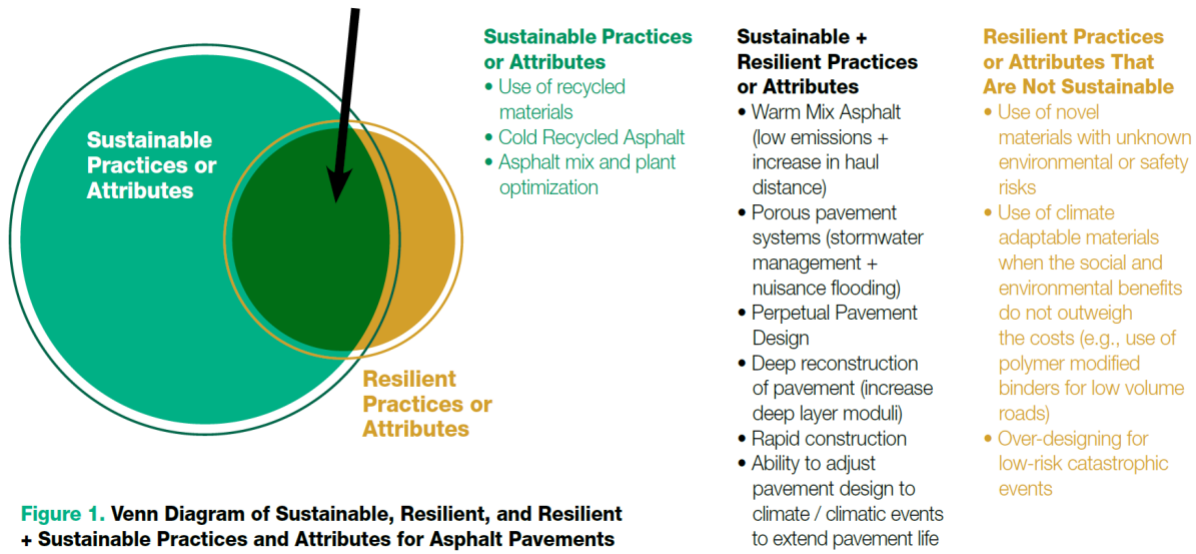 Sustainable
Practices or
Attributes
Resilient
Practices or
Attributes
Sustainable Practices
or Attributes
• Use of recycled
materials
• Cold Recycled Asphalt
• Asphalt mix and plant
optimization
Sustainable +
Resilient Practices
or Attributes
• Warm Mix Asphalt
(low emissions +
increase in haul
distance)
• Porous pavement
systems (stormwater
management +
nuisance flooding)
• Perpetual Pavement
Design
• Deep reconstruction
of pavement (increase
deep layer moduli)
• Rapid construction
• Ability to adjust
pavement design to
climate / climatic events
to extend pavement life
Resilient Practices
or Attributes That
Are Not Sustainable
• Use of novel
materials with unknown
environmental or safety
risks
• Use of climate
adaptable materials
when the social and
environmental benefits
do not outweigh
the costs (e.g., use of
polymer modified
binders for low volume
roads)
• Over-designing for
low-risk catastrophic
events
Figure 1. Venn Diagram of Sustainable, Resilient, and Resilient
+ Sustainable Practices and Attributes for Asphalt Pavements